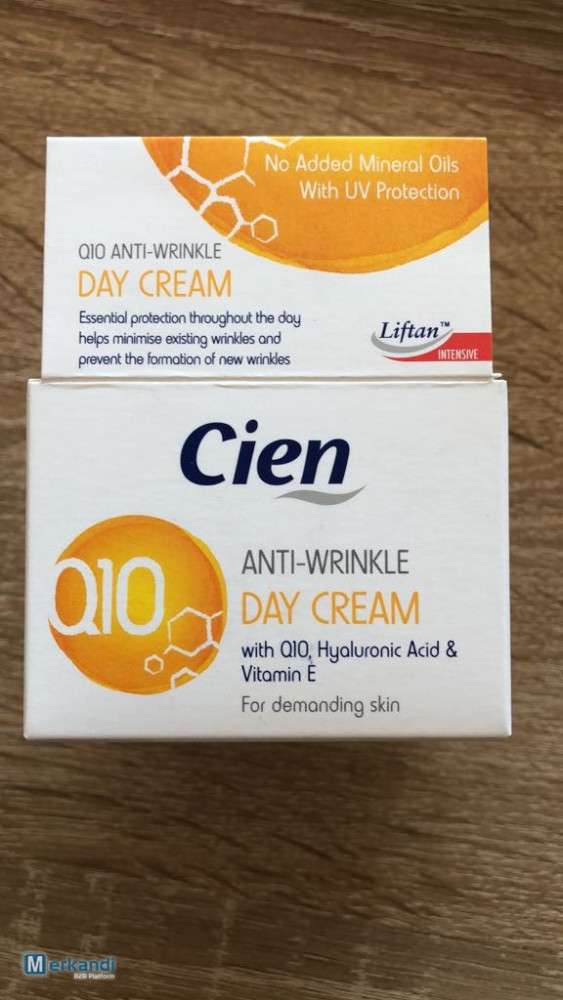 No Added Mineral Oils
With UV Protection
Q10 ANTI-WRINKLE
DAY CREAM
Essential protection throughout the day
helps minimise existing wrinkles and
prevent the formation of new wrinkles
Liftan™
INTENSIVE
Cien
Q10
ANTI-WRINKLE
DAY CREAM
with Q10, Hyaluronic Acid &
Vitamin E
For demanding skin
Merkandi
B2B Platform